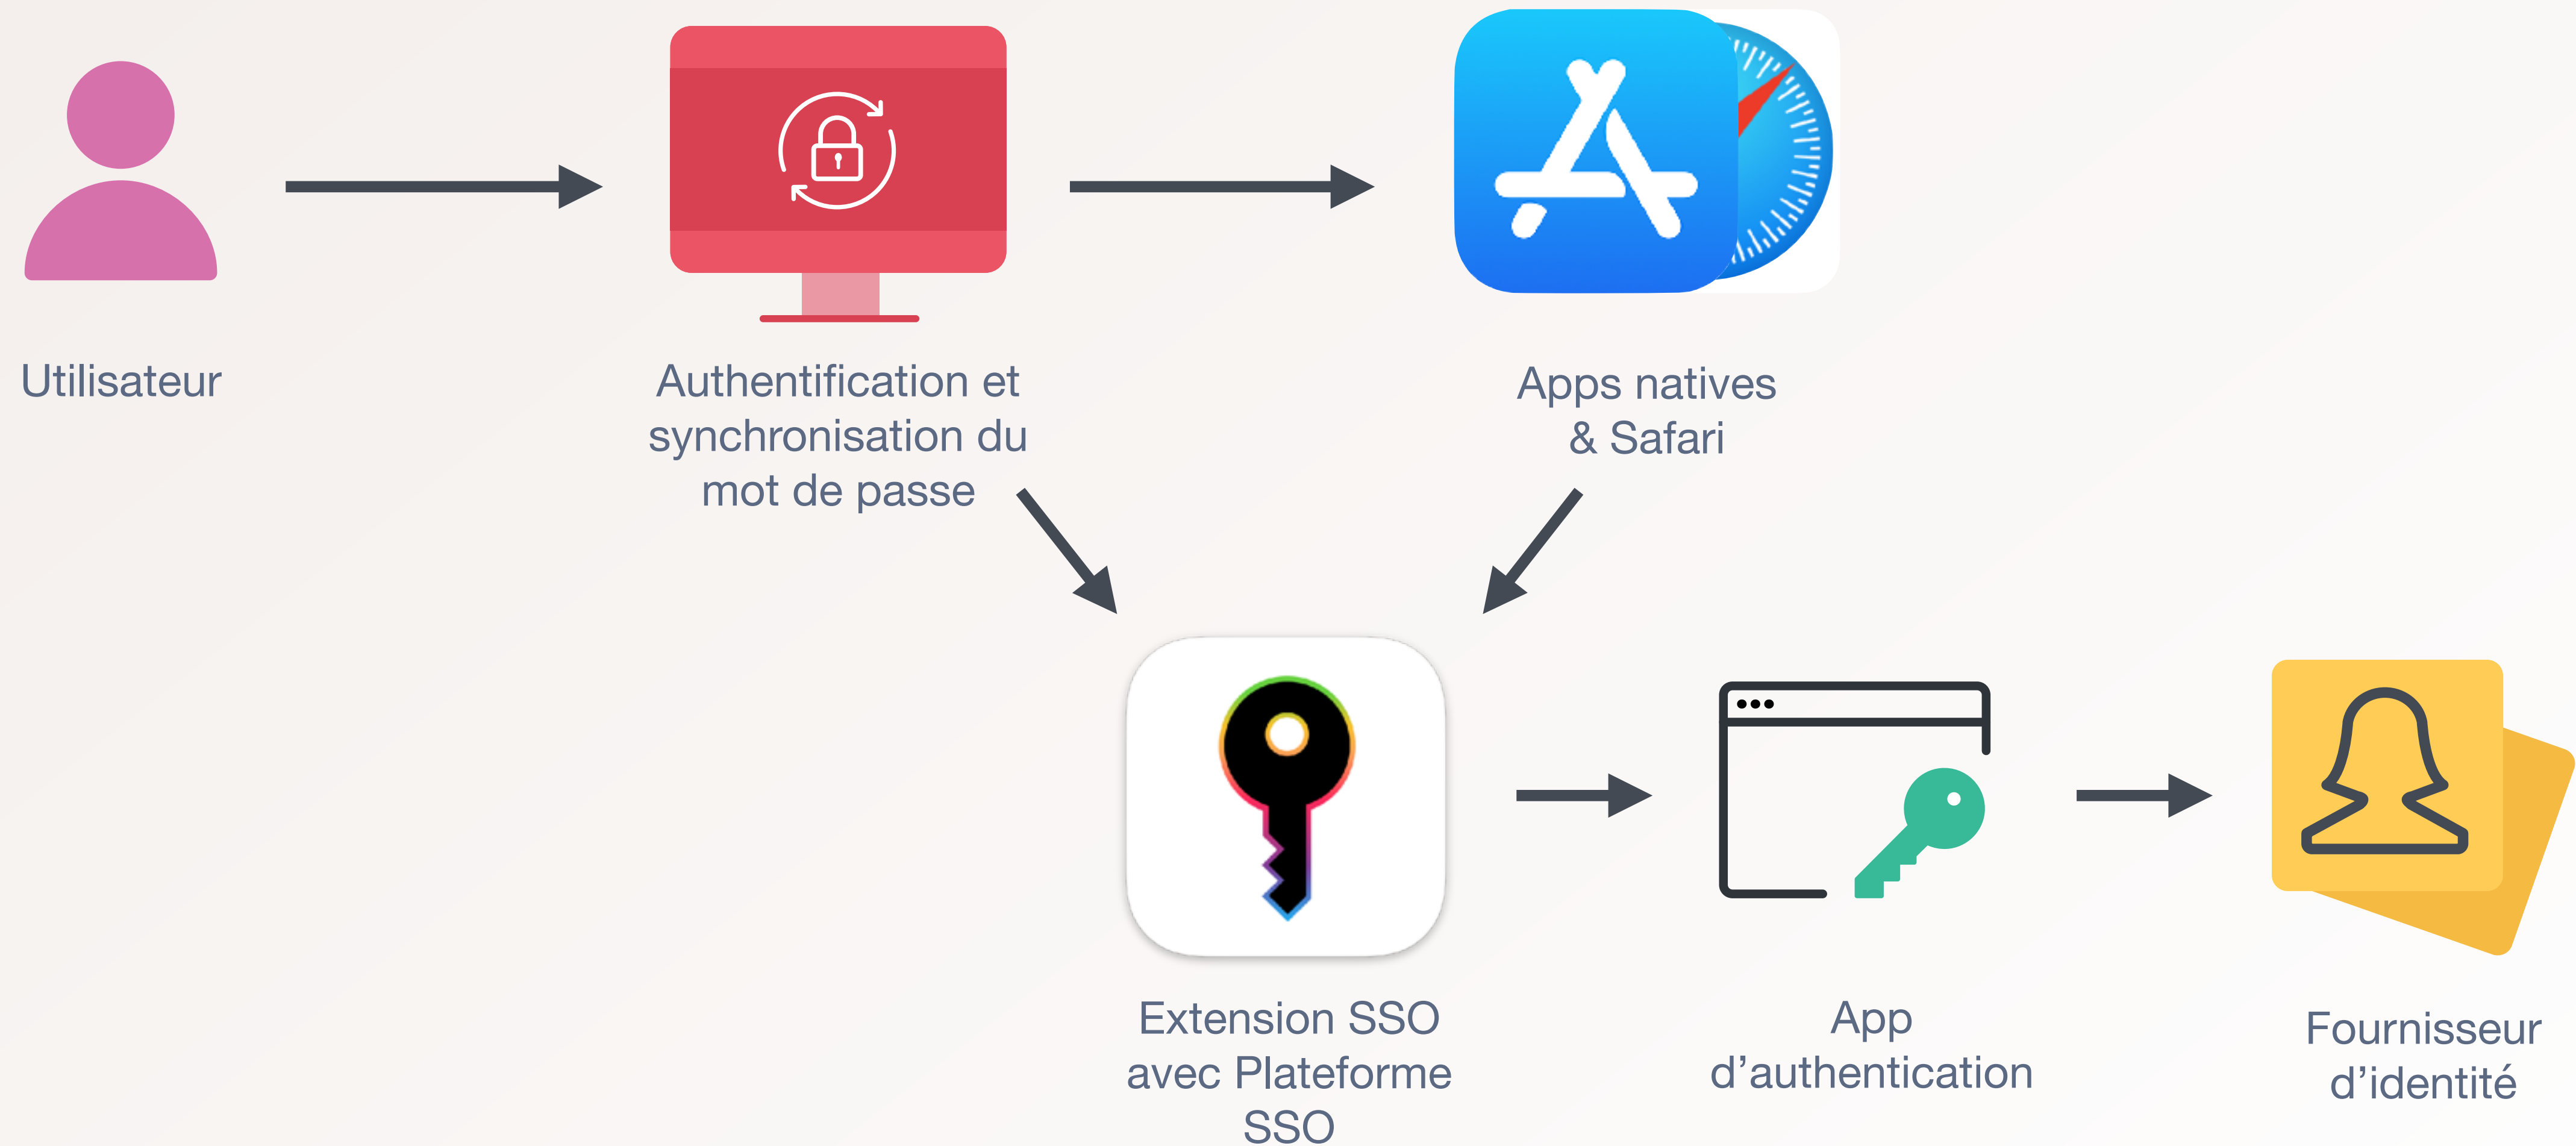 Utilisateur
Authentification et
synchronisation du
mot de passe
Apps natives
& Safari
Extension SSO
avec Plateforme
SSO
App
d’authentication
Fournisseur
d’identité